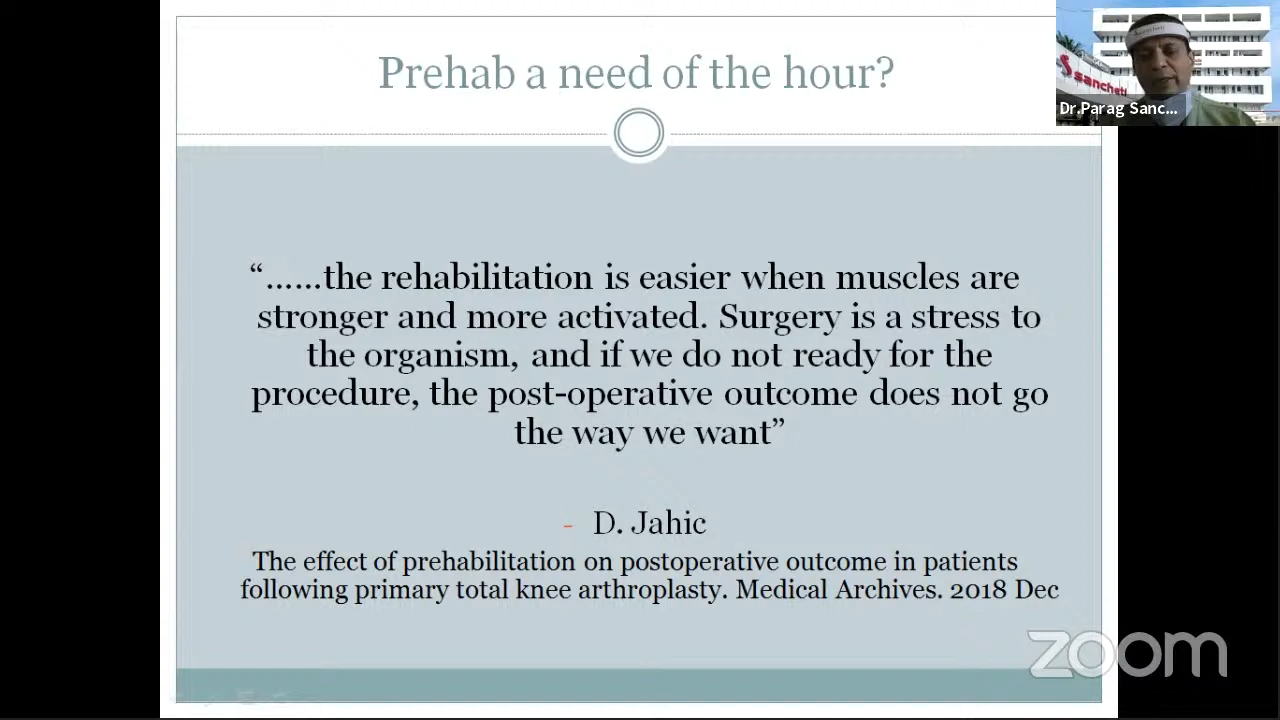 Prehab a need of the hour?
sancheti
Dr.Parag Sanc...
“......the rehabilitation is easier when muscles are
stronger and more activated. Surgery is a stress to
the organism, and if we do not ready for the
procedure, the post-operative outcome does not go
the way we want”
- D. Jahic
The effect of prehabilitation on postoperative outcome in patients
following primary total knee arthroplasty. Medical Archives. 2018 Dec
zoom